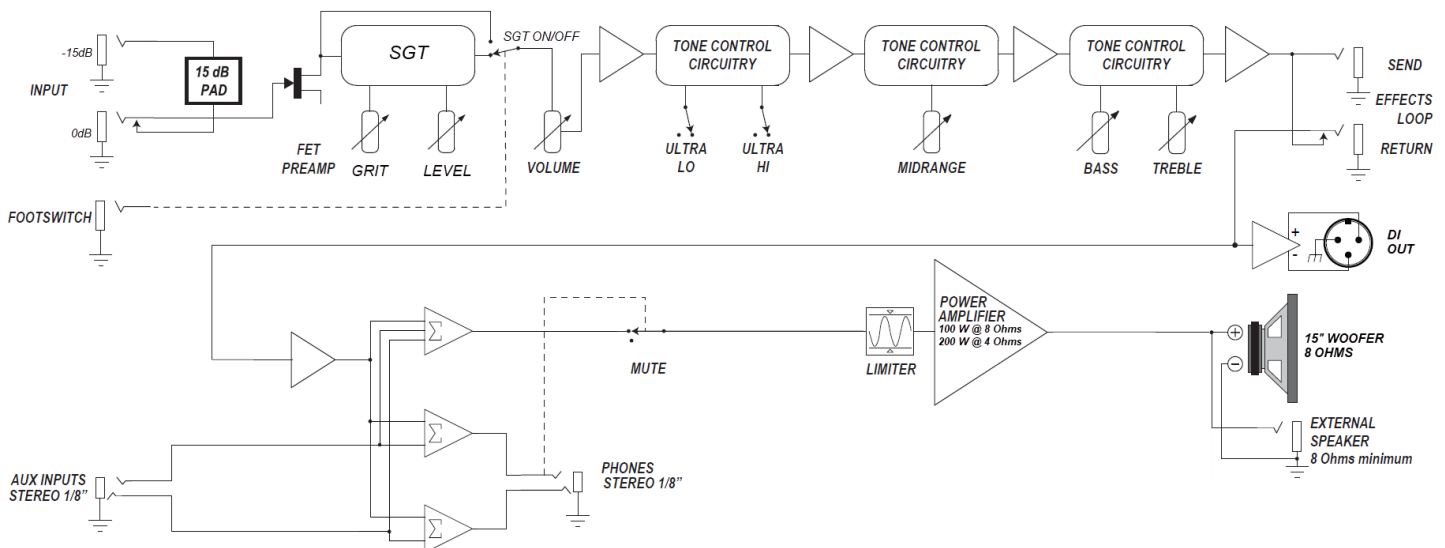 -15dB
INPUT
0dB
15 dB
PAD
FET
PREAMP
SGT
SGT ON/OFF
GRIT
LEVEL
VOLUME
TONE CONTROL
CIRCUITRY
ULTRA
LO
ULTRA
HI
TONE CONTROL
CIRCUITRY
MIDRANGE
TONE CONTROL
CIRCUITRY
BASS
TREBLE
SEND
EFFECTS
LOOP
RETURN
FOOTSWITCH
+
-
DI
OUT
Σ
MUTE
LIMITER
POWER
AMPLIFIER
100 W @ 8 Ohms
200 W @ 4 Ohms
+
−
15" WOOFER
8 OHMS
EXTERNAL
SPEAKER
8 Ohms minimum
Σ
AUX INPUTS
STEREO 1/8”
PHONES
STEREO 1/8”
Σ